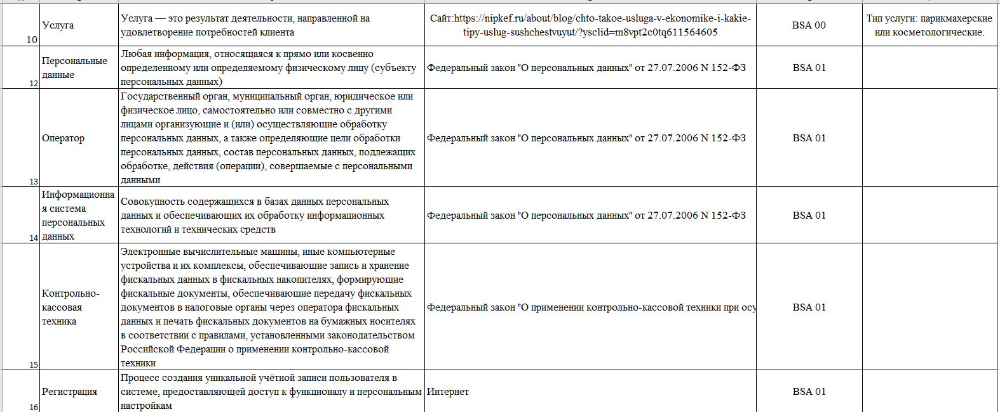 10
Услуга
Услуга — это результат деятельности, направленной на
удовлетворение потребностей клиента
Сайт:https://nipkef.ru/about/blog/chto-takoe-usluga-v-ekonomike-i-kakie-
tipy-uslug-sushchestvuyut/?ysclid=m8vpt2c0tq611564605
BSA 00
Тип услуги: парикмахерские
или косметологические.
12
Персональные
данные
Любая информация, относящаяся к прямо или косвенно
определенному или определяемому физическому лицу (субъекту
персональных данных)
Федеральный закон "О персональных данных" от 27.07.2006 N 152-ФЗ
BSA 01
13
Оператор
Государственный орган, муниципальный орган, юридическое или
физическое лицо, самостоятельно или совместно с другими
лицами организующие и (или) осуществляющие обработку
персональных данных, а также определяющие цели обработки
персональных данных, состав персональных данных, подлежащих
обработке, действия (операции), совершаемые с персональными
данными
Федеральный закон "О персональных данных" от 27.07.2006 N 152-ФЗ
BSA 01
14
Информационна
я система
персональных
данных
Совокупность содержащихся в базах данных персональных
данных и обеспечивающих их обработку информационных
технологий и технических средств
Федеральный закон "О персональных данных" от 27.07.2006 N 152-ФЗ
BSA 01
15
Контрольно-
кассовая
техника
Электронные вычислительные машины, иные компьютерные
устройства и их комплексы, обеспечивающие запись и хранение
фискальных данных в фискальных накопителях, формирующие
фискальные документы, обеспечивающие передачу фискальных
документов в налоговые органы через оператора фискальных
данных и печать фискальных документов на бумажных носителях
в соответствии с правилами, установленными законодательством
Российской Федерации о применении контрольно-кассовой
техники
Федеральный закон "О применении контрольно-кассовой техники при осу
BSA 01
16
Регистрация
Процесс создания уникальной учётной записи пользователя в
системе, предоставляющей доступ к функционалу и персональным
настройкам
Интернет
BSA 01